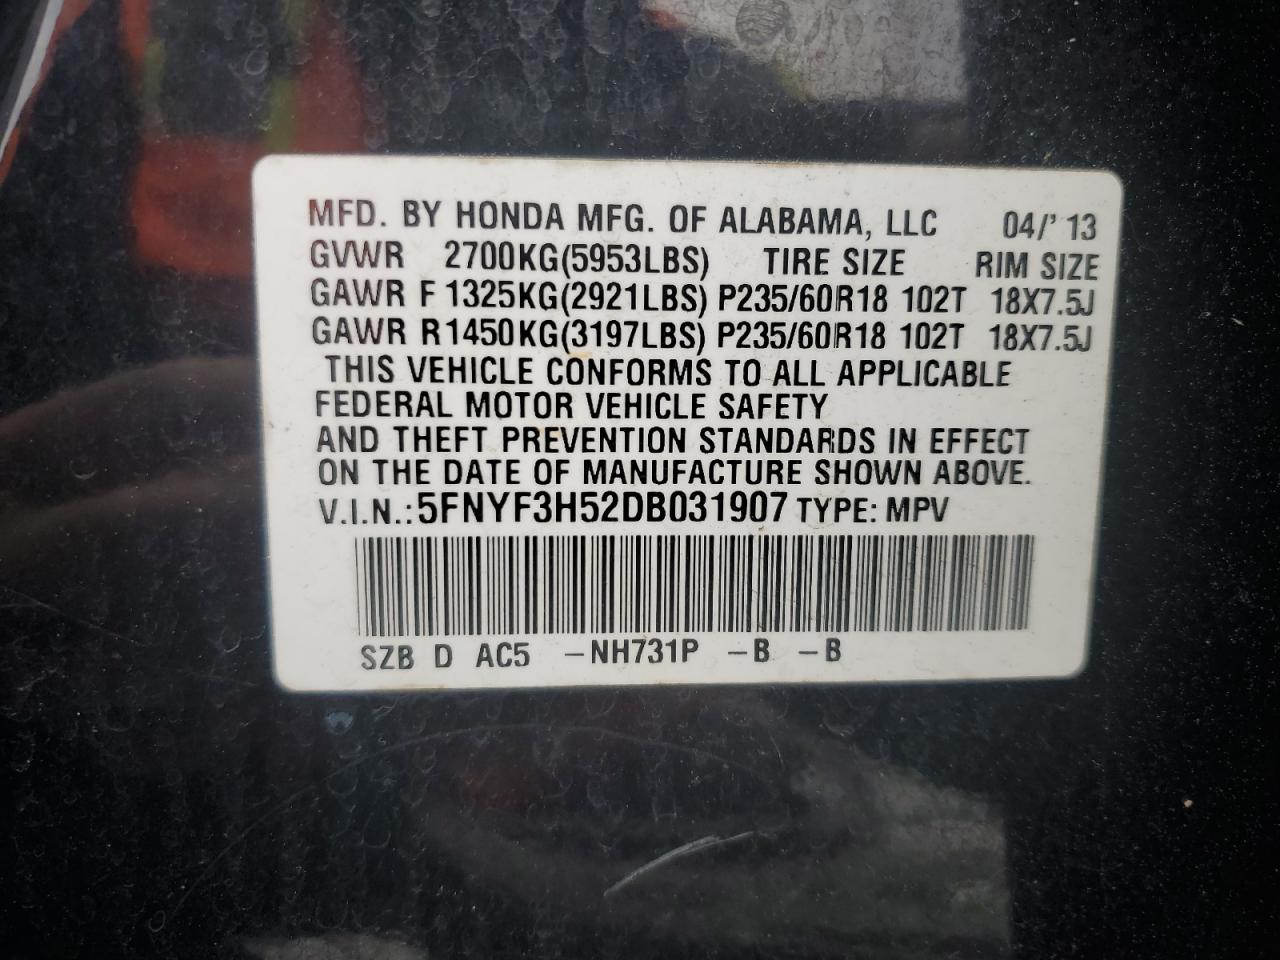 MFD. BY HONDA MFG. OF ALABAMA, LLC 04/'13
GVWR 2700KG(5953LBS) TIRE SIZE RIM SIZE
GAWR F 1325KG(2921LBS) P235/60R18 102T 18X7.5J
GAWR R1450KG(3197LBS) P235/60R18 102T 18X7.5J
THIS VEHICLE CONFORMS TO ALL APPLICABLE
FEDERAL MOTOR VEHICLE SAFETY
AND THEFT PREVENTION STANDARDS IN EFFECT
ON THE DATE OF MANUFACTURE SHOWN ABOVE.
V.I.N.:5FNYF3H52DB031907 TYPE: MPV
SZB D AC5 -NH731P -B -B